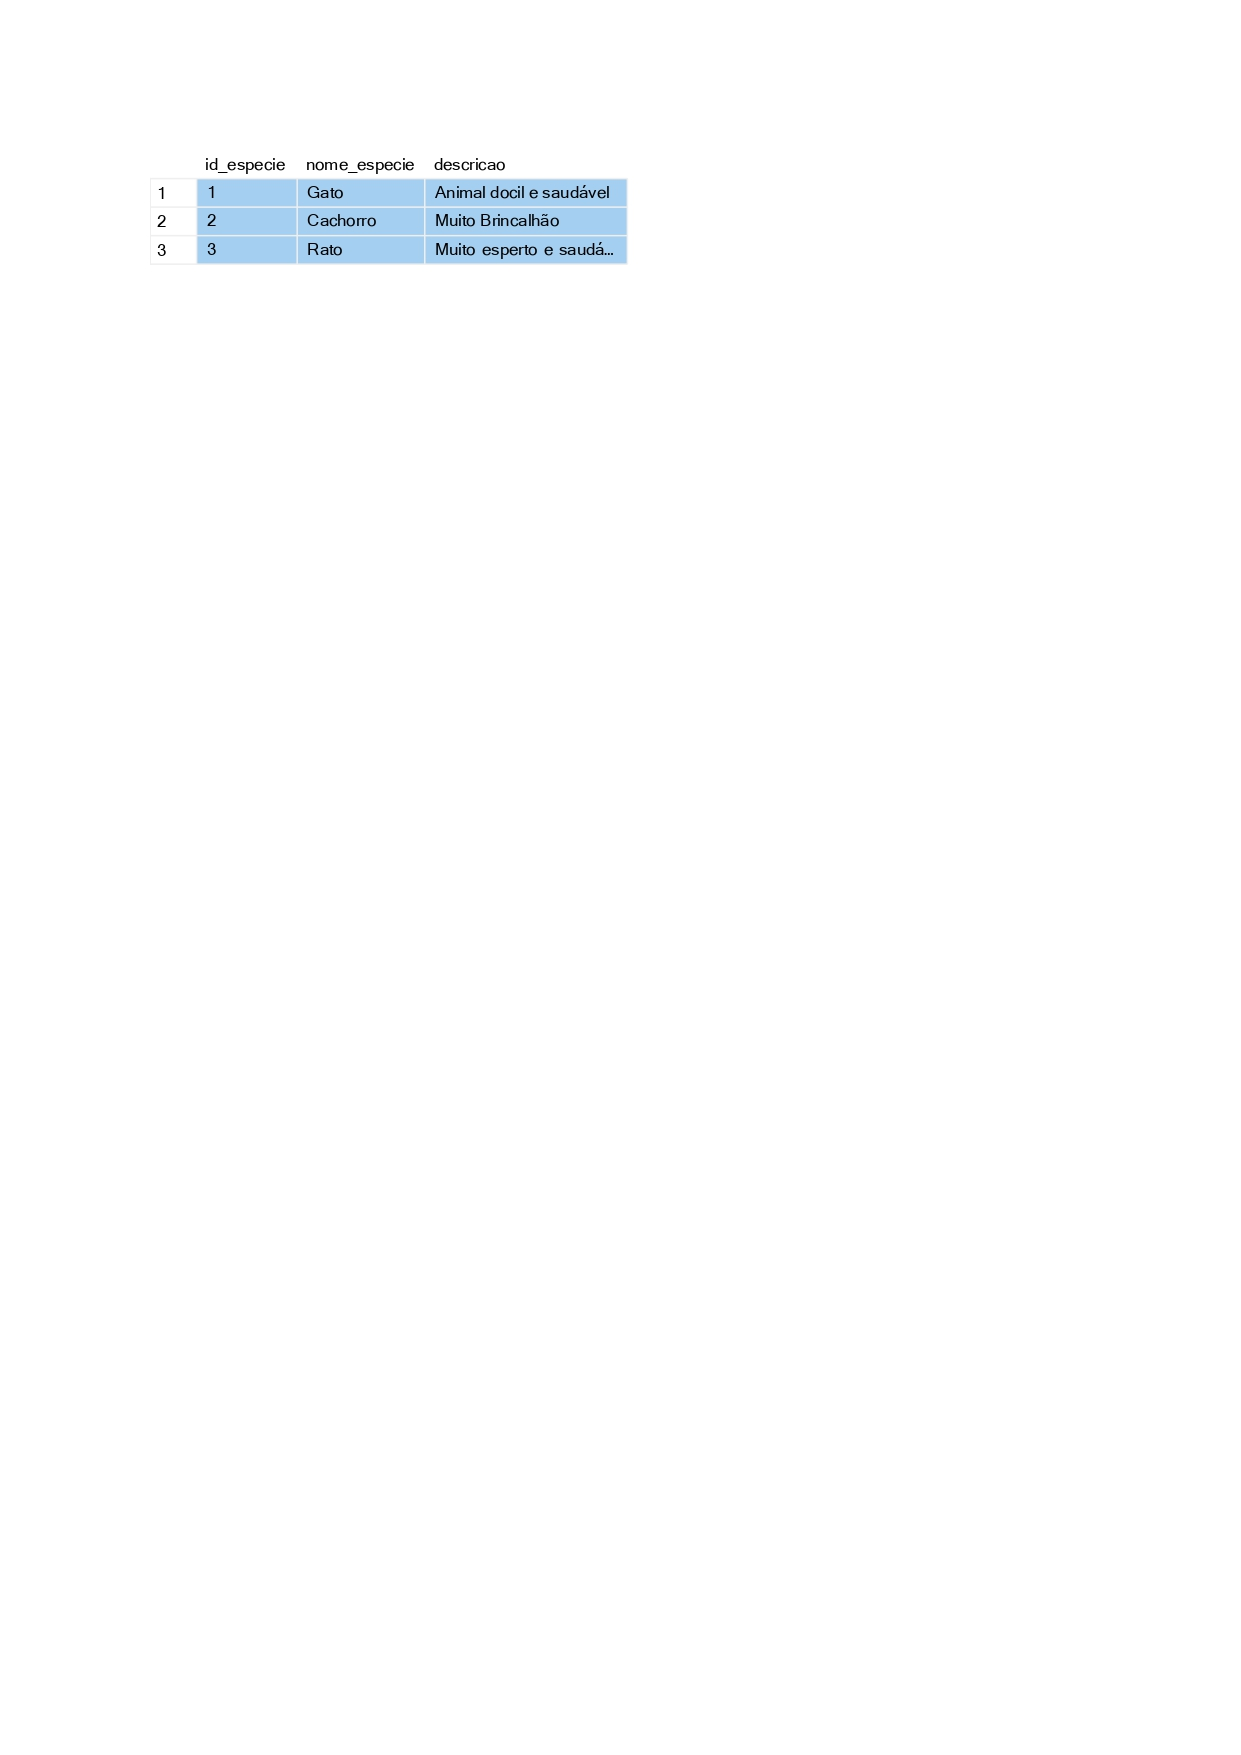 id_especie nome_especie descricao
1 1 Gato Animal docil e saudável
2 2 Cachorro Muito Brincalhão
3 3 Rato Muito esperto e saudá...